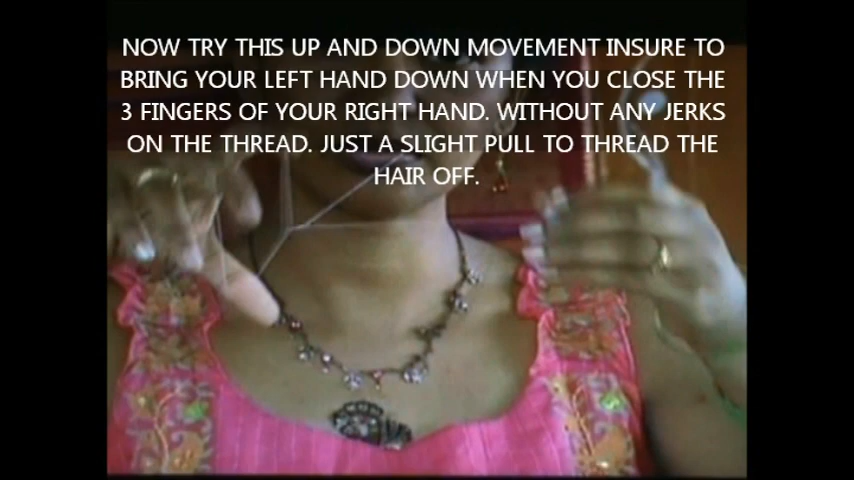 NOW TRY THIS UP AND DOWN MOVEMENT INSURE TO
BRING YOUR LEFT HAND DOWN WHEN YOU CLOSE THE
3 FINGERS OF YOUR RIGHT HAND. WITHOUT ANY JERKS
ON THE THREAD. JUST A SLIGHT PULL TO THREAD THE
HAIR OFF.